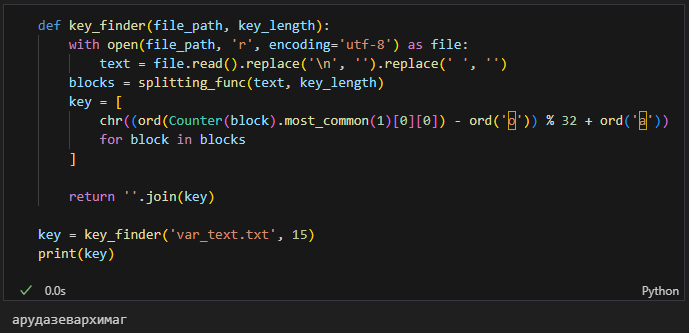 def key_finder(file_path, key_length):
    with open(file_path, 'r', encoding='utf-8') as file:
        text = file.read().replace('\n', '').replace(' ', '')
    blocks = splitting_func(text, key_length)
    key = [
        chr((ord(Counter(block).most_common(1)[0][0]) - ord('о')) % 32 + ord('а'))
        for block in blocks
    ]
    return ''.join(key)
key = key_finder('var_text.txt', 15)
print(key)
0.0s Python
арудазевархимаг